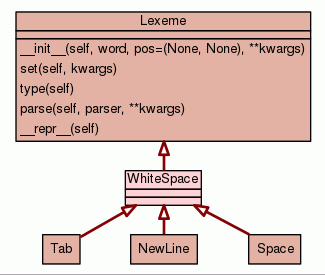 Lexeme
__init__(self, word, pos=(None, None), **kwargs)
set(self, kwargs)
type(self)
parse(self, parser, **kwargs)
__repr__(self)
WhiteSpace
Tab
NewLine
Space